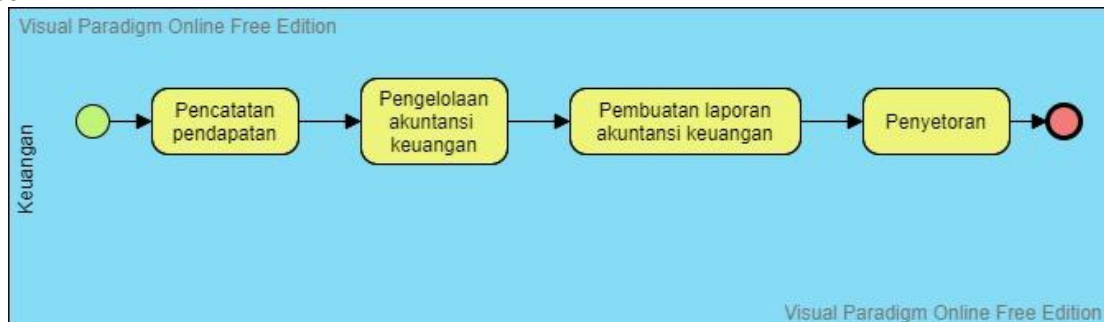 Visual Paradigm Online Free Edition
Keuangan
Pencatatan
pendapatan
Pengelolaan
akuntansi
keuangan
Pembuatan laporan
akuntansi keuangan
Penyetoran
Visual Paradigm Online Free Edition